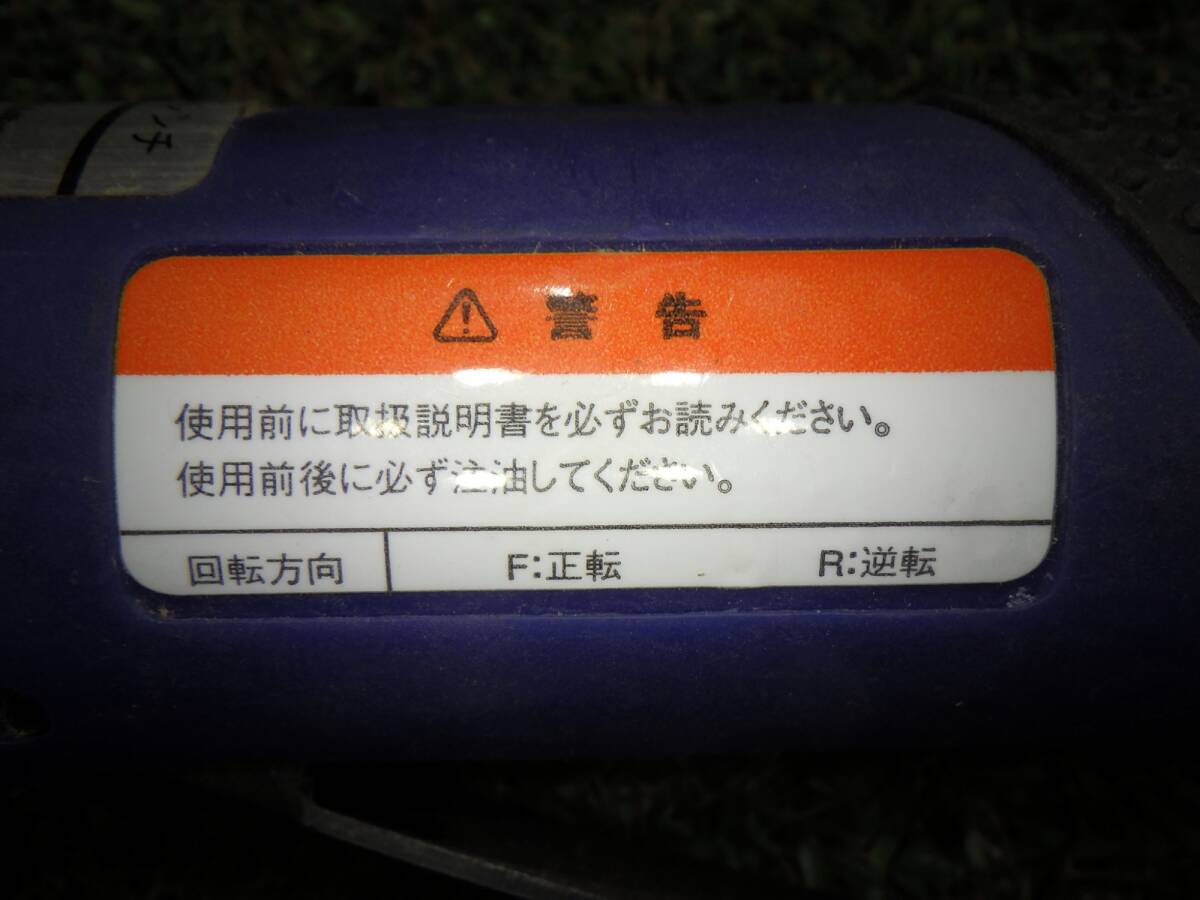 ンチ
⚠ 警告
使用前に取扱説明書を必ずお読みください。
使用前後に必ず注油してください。
回転方向 F:正転 R:逆転